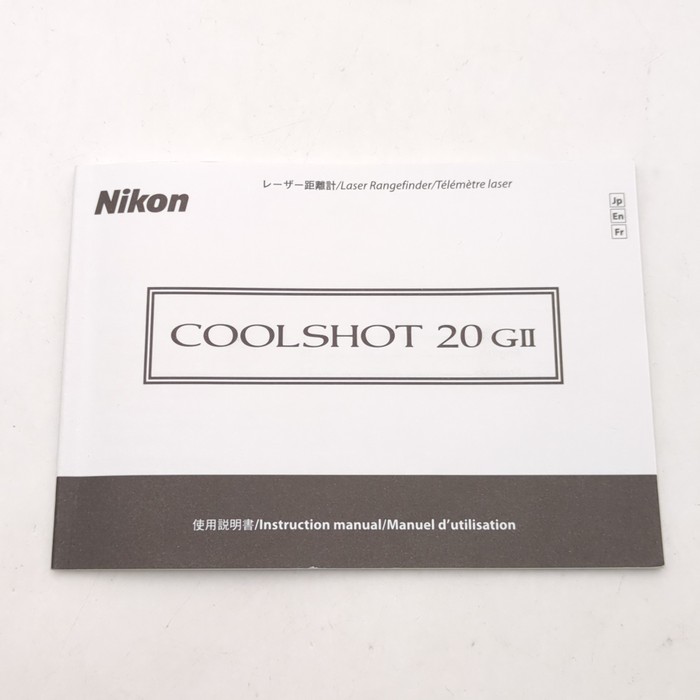 レーザー距離計/Laser Rangefinder/Télémètre laser
Nikon
Jp
En
Fr
COOLSHOT 20 GII
使用説明書/Instruction manual/Manuel d'utilisation